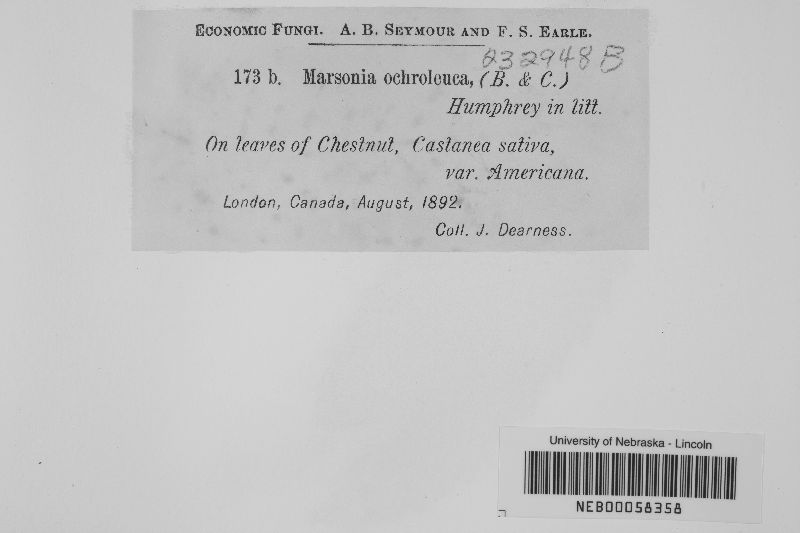 Economic Fungi. A. B. Seymour and F. S. Earle.
232948 B
173 b. Marsonia ochroleuca, (B. & C.)
Humphrey in litt.
On leaves of Chestnut, Castanea sativa,
var. Americana.
London, Canada, August, 1892.
Coll. J. Dearness.
University of Nebraska - Lincoln
NEB00058358